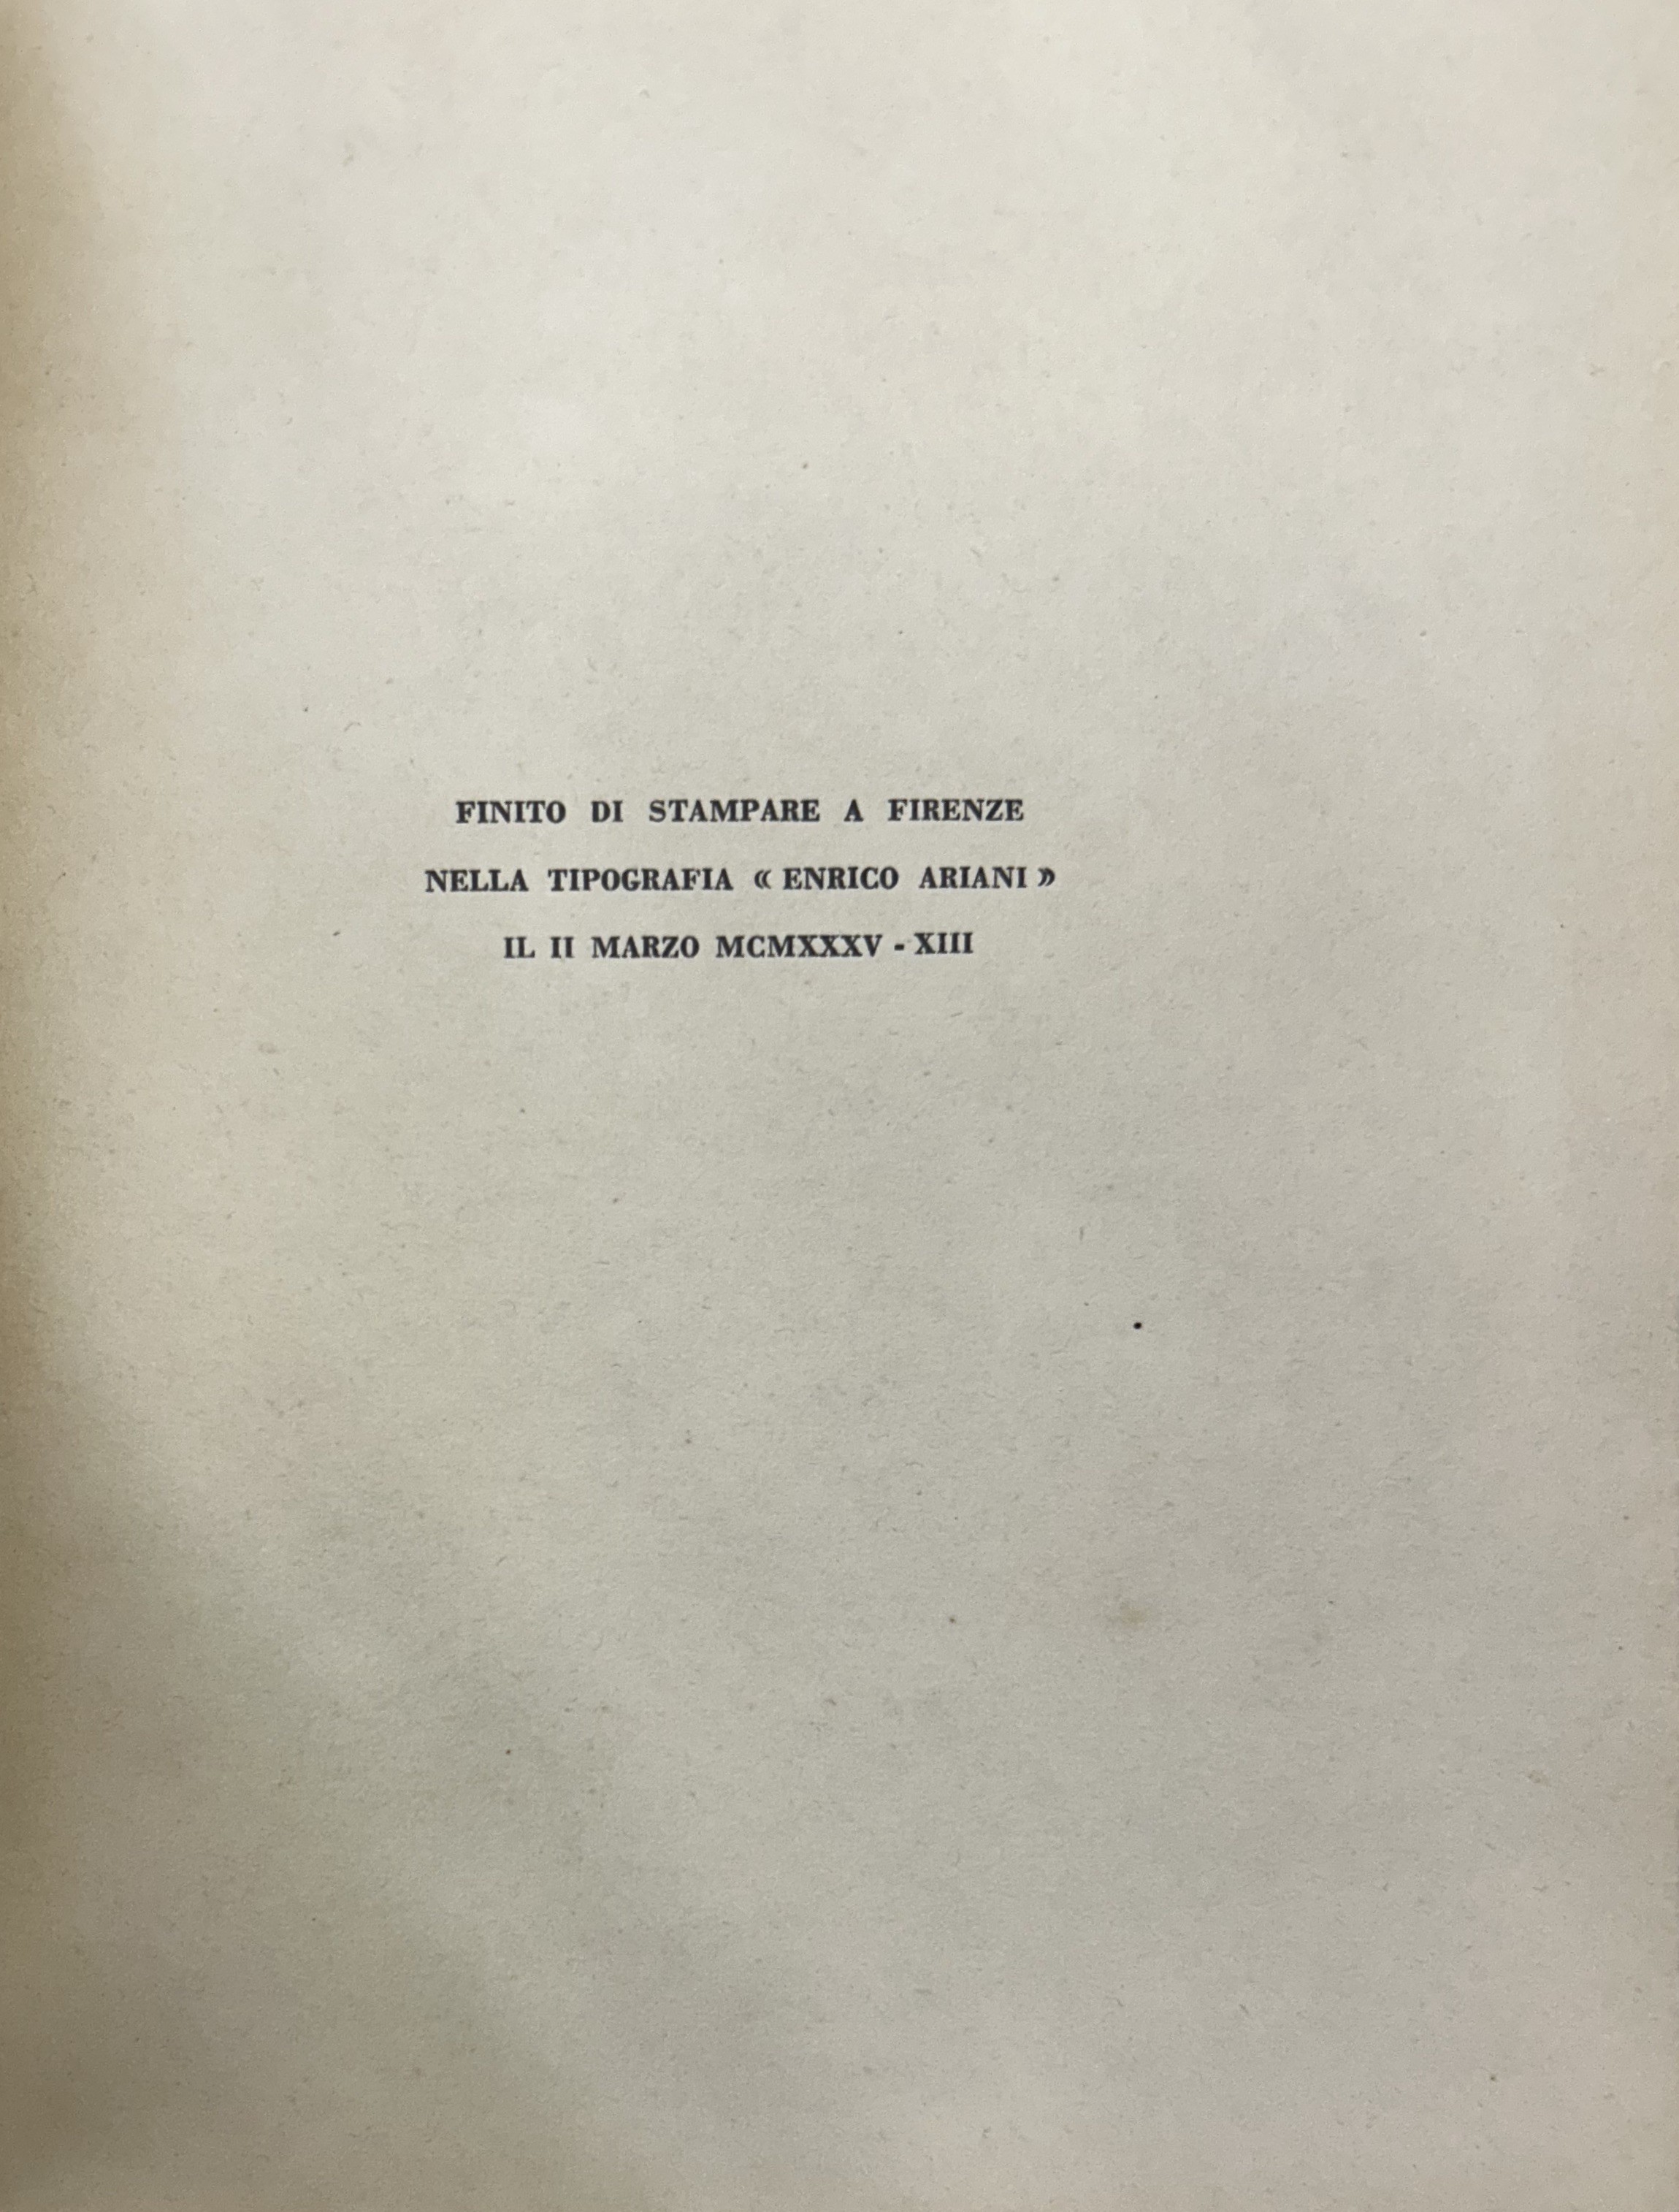 FINITO DI STAMPARE A FIRENZE
NELLA TIPOGRAFIA « ENRICO ARIANI »
IL II MARZO MCMXXXV - XIII